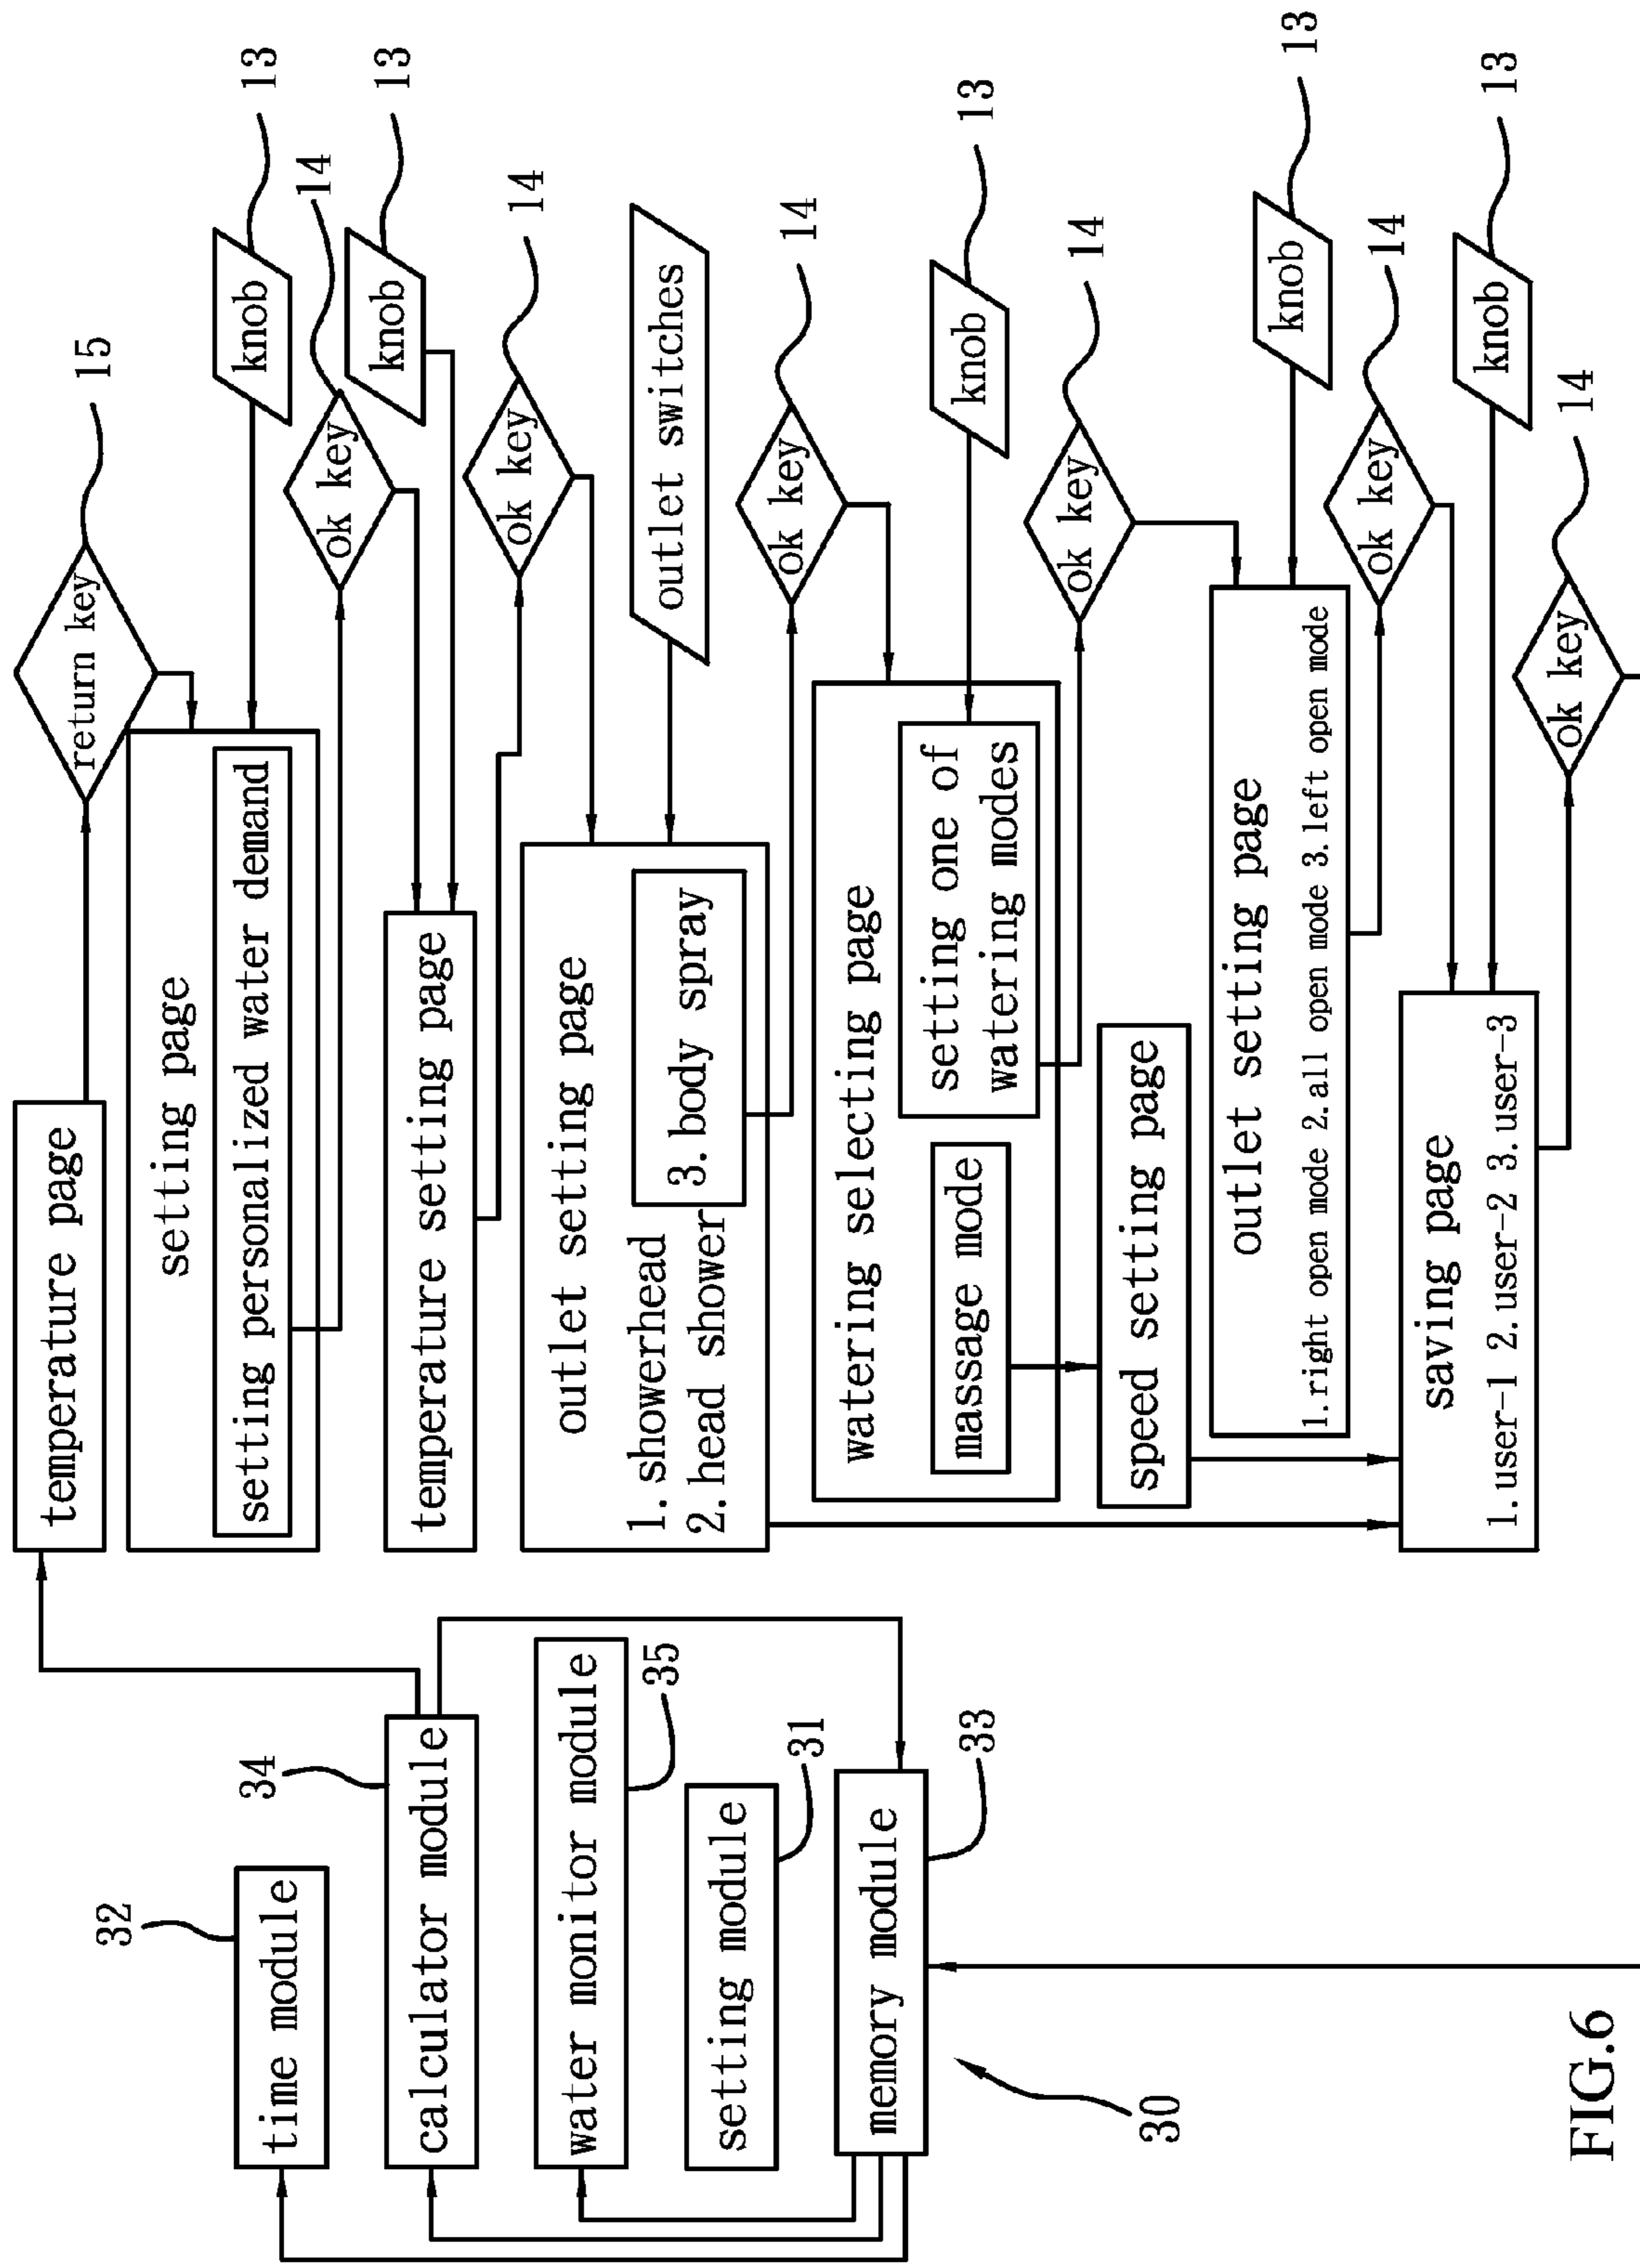 32
time module
34
calculator module
water monitor module
35
setting module
31
memory module
33
30
temperature page
return key
15
setting page
setting personalized water demand
knob
13
ok key
14
temperature setting page
knob
13
ok key
14
outlet setting page
1. showerhead
2. head shower
3. body spray
outlet switches
ok key
14
watering selecting page
massage mode
setting one of
watering modes
knob
13
ok key
14
speed setting page
outlet setting page
1. right open mode 2. all open mode 3. left open mode
knob
13
ok key
14
saving page
1. user-1 2. user-2 3. user-3
knob
13
ok key
14
FIG.6